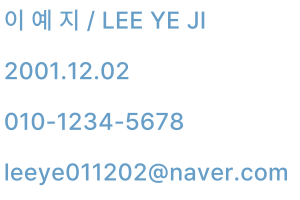 이 예 지 / LEE YE JI
2001.12.02
010-1234-5678
leeye011202@naver.com